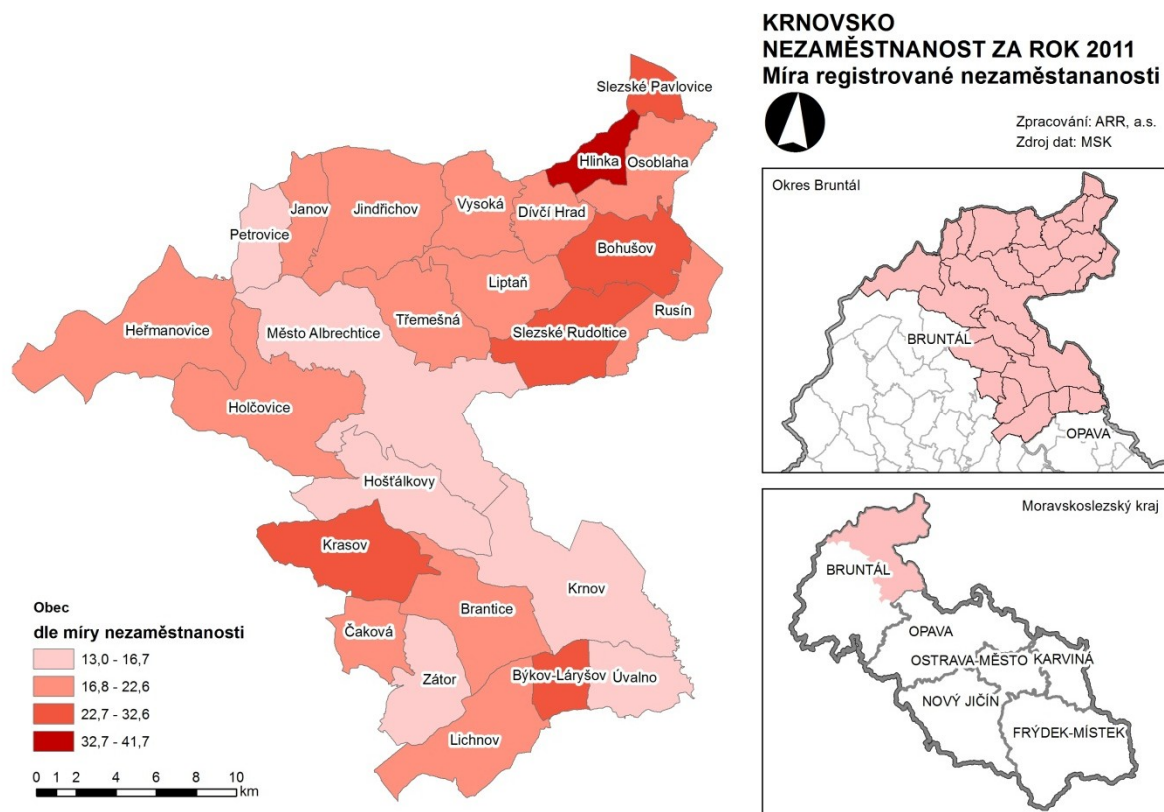 KRNOVSKO
NEZAMĚSTNANOST ZA ROK 2011
Míra registrované nezaměstananosti
Zpracování: ARR, a.s.
Zdroj dat: MSK
Slezské Pavlovice
Hlinka
Osoblaha
Janov
Jindřichov
Vysoká
Dívčí Hrad
Petrovice
Bohušov
Liptaň
Rusín
Heřmanovice
Město Albrechtice
Třemešná
Slezské Rudoltice
Holčovice
Hošťálkovy
Krasov
Krnov
Brantice
Čaková
Zátor
Býkov-Láryšov
Úvalno
Lichnov
Obec
dle míry nezaměstnanosti
13,0 - 16,7
16,8 - 22,6
22,7 - 32,6
32,7 - 41,7
0 1 2 4 6 8 10
km
Okres Bruntál
BRUNTÁL
OPAVA
Moravskoslezský kraj
BRUNTÁL
OPAVA
OSTRAVA-MĚSTO
KARVINÁ
NOVÝ JIČÍN
FRÝDEK-MÍSTEK